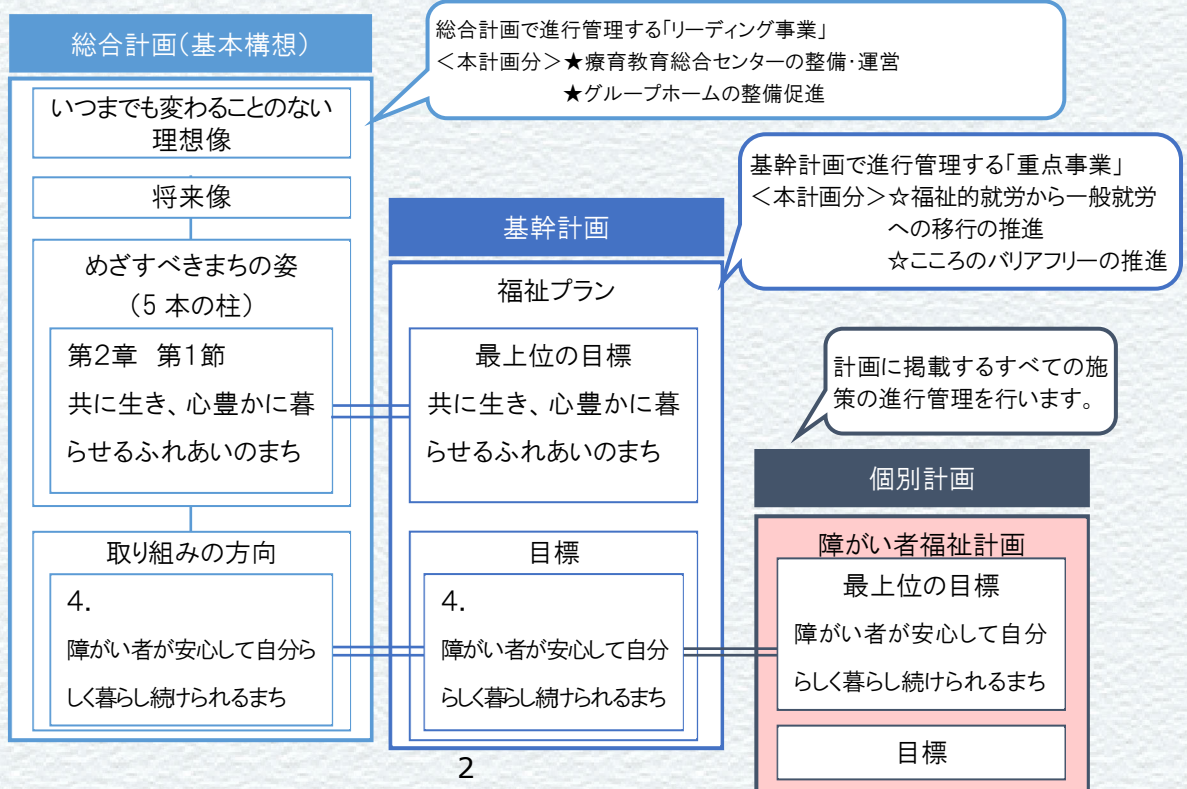 総合計画（基本構想）
いつまでも変わることのない
理想像
将来像
めざすべきまちの姿
（5 本の柱）
第2章　第1節
共に生き、心豊かに暮
らせるふれあいのまち
取り組みの方向
4.
障がい者が安心して自分ら
しく暮らし続けられるまち
総合計画で進行管理する「リーディング事業」
＜本計画分＞★療育教育総合センターの整備･運営
★グループホームの整備促進
基幹計画
福祉プラン
最上位の目標
共に生き、心豊かに暮
らせるふれあいのまち
目標
4.
障がい者が安心して自分
らしく暮らし続けられるまち
基幹計画で進行管理する「重点事業」
＜本計画分＞☆福祉的就労から一般就労
への移行の推進
☆こころのバリアフリーの推進
計画に掲載するすべての施
策の進行管理を行います。
個別計画
障がい者福祉計画
最上位の目標
障がい者が安心して自分
らしく暮らし続けられるまち
目標
2